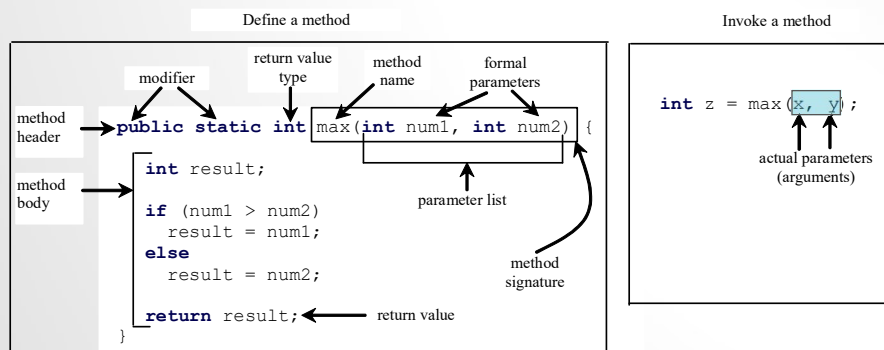 Define a method
Invoke a method
modifier
return value
type
method
name
formal
parameters
method
header
public static int max(int num1, int num2) {
method
body
int result;
if (num1 > num2)
result = num1;
else
result = num2;
return result;
}
parameter list
method
signature
return value
int z = max(x, y);
actual parameters
(arguments)